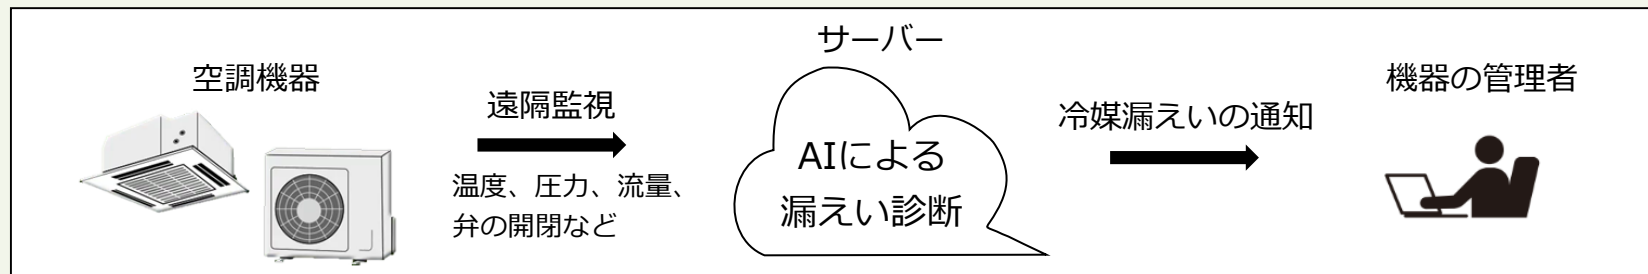 サーバー
空調機器
機器の管理者
遠隔監視
冷媒漏えいの通知
温度、圧力、流量、
弁の開閉など
AIによる
漏えい診断